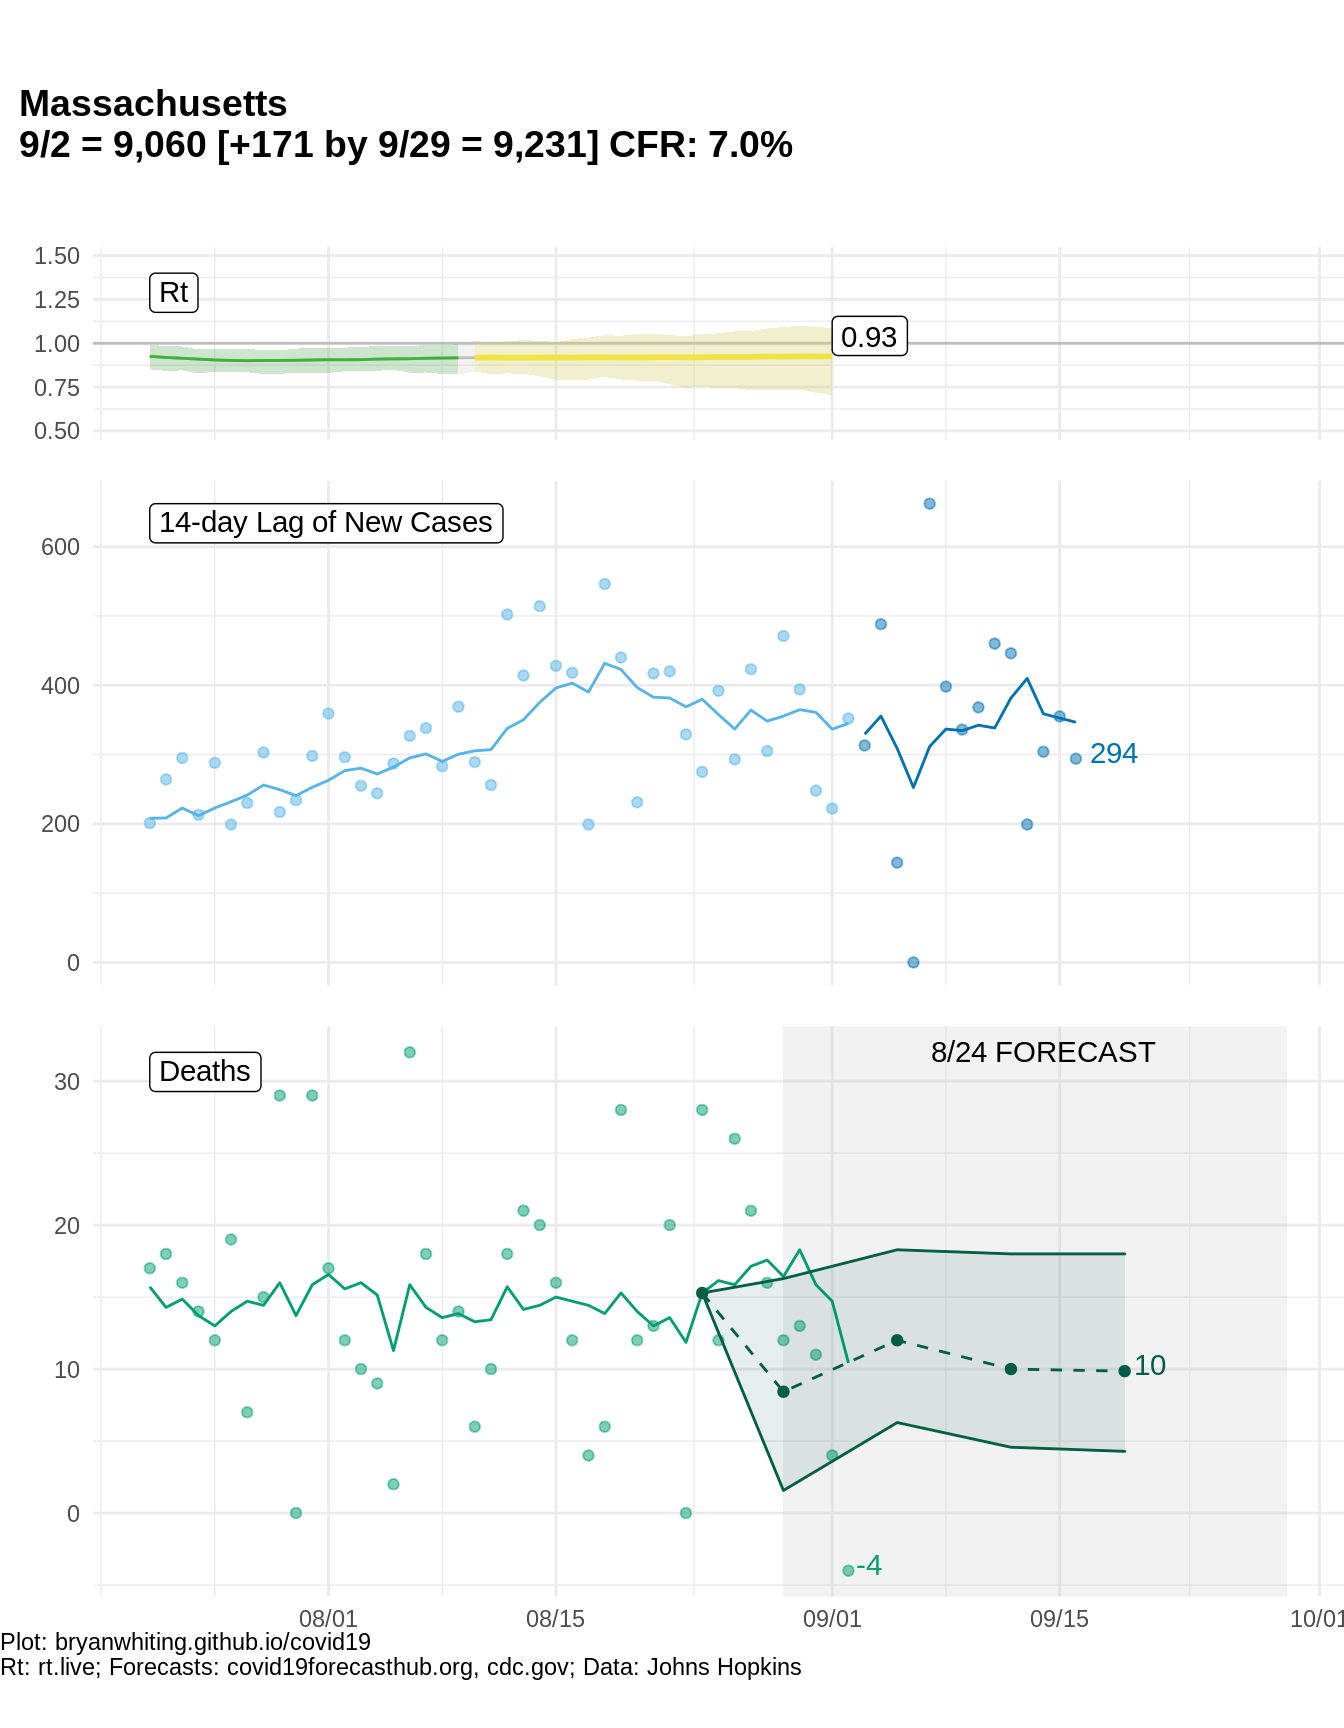 Massachusetts
9/2 = 9,060 [+171 by 9/29 = 9,231] CFR: 7.0%
1.50
Rt
1.25
1.00
0.93
0.75
0.50
14-day Lag of New Cases
600
400
294
200
0
8/24 FORECAST
Deaths
30
20
10
10
0
-4
08/01 08/15 09/01 09/15 10/01
Plot: bryanwhiting.github.io/covid19
Rt: rt.live; Forecasts: covid19forecasthub.org, cdc.gov; Data: Johns Hopkins